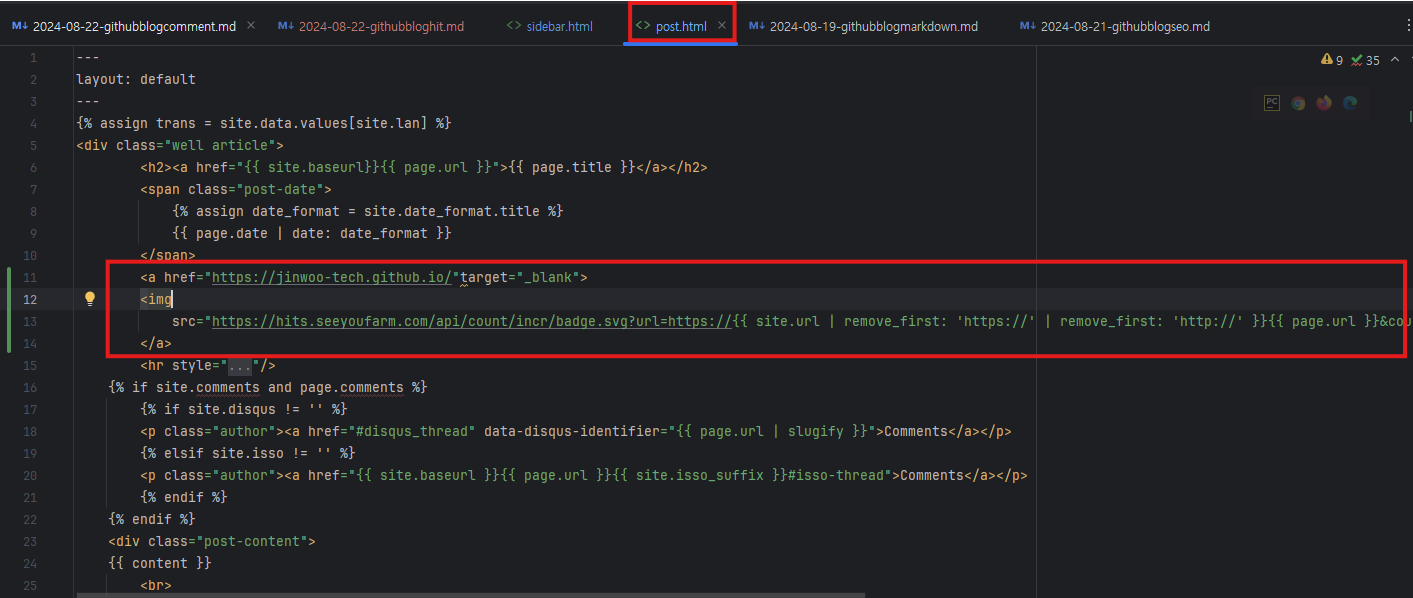 M↓ 2024-08-22-githubblogcomment.md × M↓ 2024-08-22-githubbloghit.md <> sidebar.html <> post.html × M↓ 2024-08-19-githubblogmarkdown.md M↓ 2024-08-21-githubblogseo.md
9 35
PC
1 ---
2 layout: default
3 ---
4 {% assign trans = site.data.values[site.lan] %}
5 <div class="well article">
6 <h2><a href="{{ site.baseurl}}{{ page.url }}">{{ page.title }}</a></h2>
7 <span class="post-date">
8 {% assign date_format = site.date_format.title %}
9 {{ page.date | date: date_format }}
10 </span>
11 <a href="https://jinwoo-tech.github.io/"target="_blank">
12 <img
13 src="https://hits.seeyoufarm.com/api/count/incr/badge.svg?url=https://{{ site.url | remove_first: 'https://' | remove_first: 'http://' }}{{ page.url }}&cou
14 </a>
15 <hr style="..."/>
16 {% if site.comments and page.comments %}
17 {% if site.disqus != '' %}
18 <p class="author"><a href="#disqus_thread" data-disqus-identifier="{{ page.url | slugify }}">Comments</a></p>
19 {% elsif site.isso != '' %}
20 <p class="author"><a href="{{ site.baseurl }}{{ page.url }}{{ site.isso_suffix }}#isso-thread">Comments</a></p>
21 {% endif %}
22 {% endif %}
23 <div class="post-content">
24 {{ content }}
25 <br>